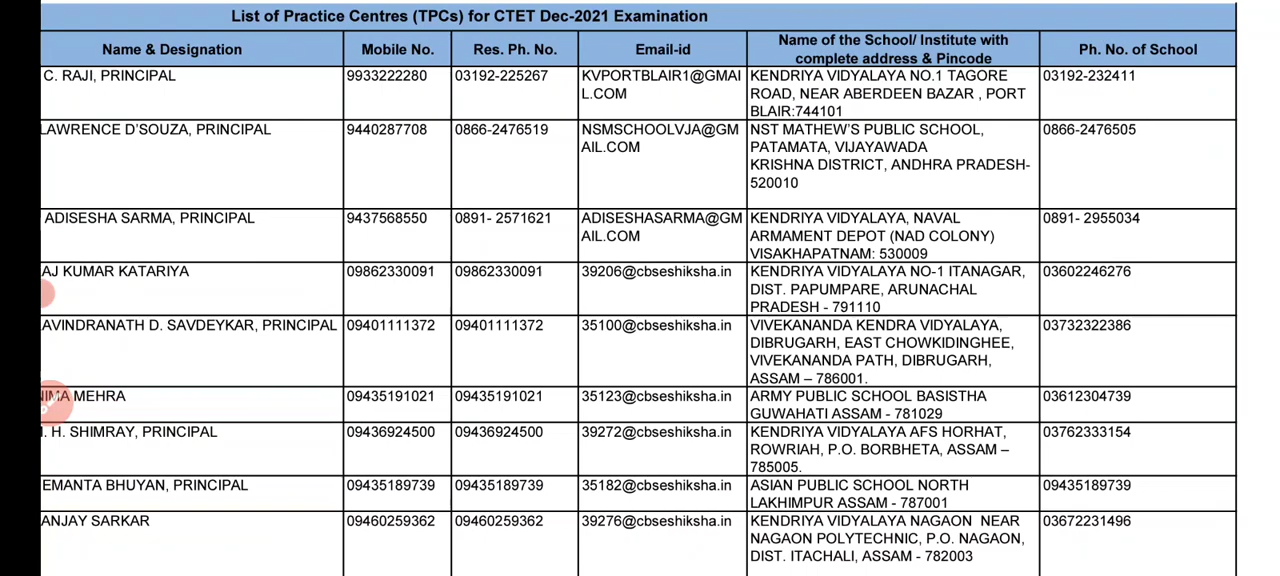 List of Practice Centres (TPCs) for CTET Dec-2021 Examination
Name & Designation Mobile No. Res. Ph. No. Email-id Name of the School/ Institute with complete address & Pincode Ph. No. of School
C. RAJI, PRINCIPAL 9933222280 03192-225267 KVPORTBLAIR1@GMAI KENDRIYA VIDYALAYA NO.1 TAGORE 03192-232411
L.COM ROAD, NEAR ABERDEEN BAZAR , PORT
BLAIR:744101
LAWRENCE D'SOUZA, PRINCIPAL 9440287708 0866-2476519 NSMSCHOOLVJA@GM NST MATHEW'S PUBLIC SCHOOL, 0866-2476505
AIL.COM PATAMATA, VIJAYAWADA
KRISHNA DISTRICT, ANDHRA PRADESH-
520010
ADISESHA SARMA, PRINCIPAL 9437568550 0891- 2571621 ADISESHASARMA@GM KENDRIYA VIDYALAYA, NAVAL 0891- 2955034
AIL.COM ARMAMENT DEPOT (NAD COLONY)
VISAKHAPATNAM: 530009
AJ KUMAR KATARIYA 09862330091 09862330091 39206@cbseshiksha.in KENDRIYA VIDYALAYA NO-1 ITANAGAR, 03602246276
DIST. PAPUMPARE, ARUNACHAL
PRADESH - 791110
AVINDRANATH D. SAVDEYKAR, PRINCIPAL 09401111372 09401111372 35100@cbseshiksha.in VIVEKANANDA KENDRA VIDYALAYA, 03732322386
DIBRUGARH, EAST CHOWKIDINGHEE,
VIVEKANANDA PATH, DIBRUGARH,
ASSAM – 786001.
MEHRA 09435191021 09435191021 35123@cbseshiksha.in ARMY PUBLIC SCHOOL BASISTHA 03612304739
GUWAHATI ASSAM - 781029
. H. SHIMRAY, PRINCIPAL 09436924500 09436924500 39272@cbseshiksha.in KENDRIYA VIDYALAYA AFS HORHAT, 03762333154
ROWRIAH, P.O. BORBHETA, ASSAM –
785005.
EMANTA BHUYAN, PRINCIPAL 09435189739 09435189739 35182@cbseshiksha.in ASIAN PUBLIC SCHOOL NORTH 09435189739
LAKHIMPUR ASSAM - 787001
ANJAY SARKAR 09460259362 09460259362 39276@cbseshiksha.in KENDRIYA VIDYALAYA NAGAON NEAR 03672231496
NAGAON POLYTECHNIC, P.O. NAGAON,
DIST. ITACHALI, ASSAM - 782003